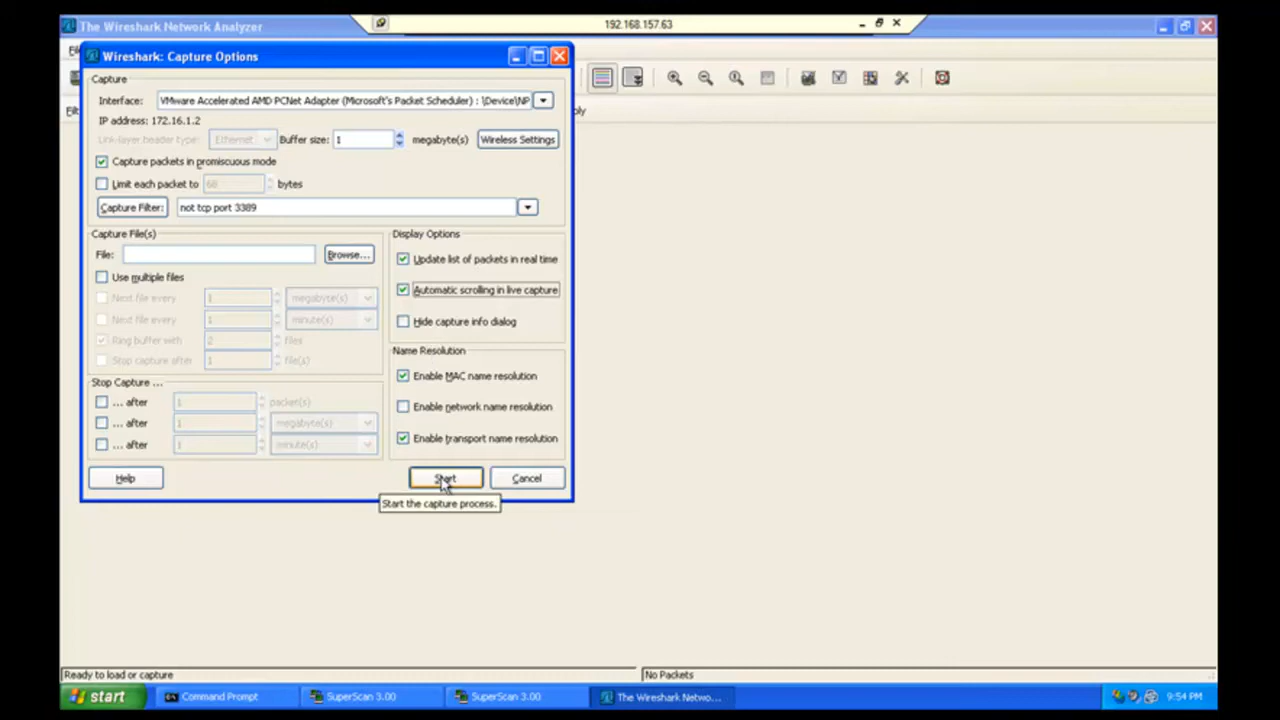 The Wireshark Network Analyzer
192.168.157.63
Wireshark: Capture Options
Capture
Interface: VMware Accelerated AMD PCNet Adapter (Microsoft's Packet Scheduler) : \Device\NP
IP address: 172.16.1.2
Link-layer header type: Ethernet Buffer size: 1 megabyte(s) Wireless Settings
Capture packets in promiscuous mode
Limit each packet to 68 bytes
Capture Filter: not tcp port 3389
Capture File(s)
File: Browse...
Use multiple files
Next file every 1 megabyte(s)
Next file every 1 minute(s)
Ring buffer with 2 files
Stop capture after 1 file(s)
Stop Capture ...
... after 1 packet(s)
... after 1 megabyte(s)
... after 1 minute(s)
Display Options
Update list of packets in real time
Automatic scrolling in live capture
Hide capture info dialog
Name Resolution
Enable MAC name resolution
Enable network name resolution
Enable transport name resolution
Help Start Cancel
Start the capture process.
Ready to load or capture No Packets
start Command Prompt SuperScan 3.00 SuperScan 3.00 The Wireshark Netwo... 9:54 PM